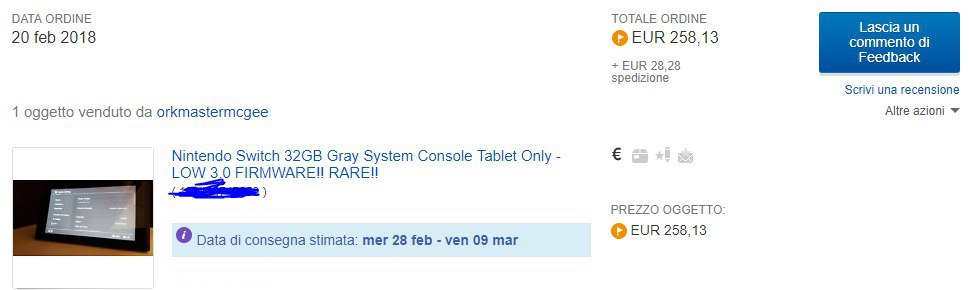 DATA ORDINE
20 feb 2018
TOTALE ORDINE
EUR 258,13
+ EUR 28,28
spedizione
Lascia un
commento di
Feedback
Scrivi una recensione
Altre azioni
1 oggetto venduto da orkmastermcgee
Nintendo Switch 32GB Gray System Console Tablet Only -
LOW 3.0 FIRMWARE!! RARE!!
( )
€
Data di consegna stimata: mer 28 feb - ven 09 mar
PREZZO OGGETTO:
EUR 258,13